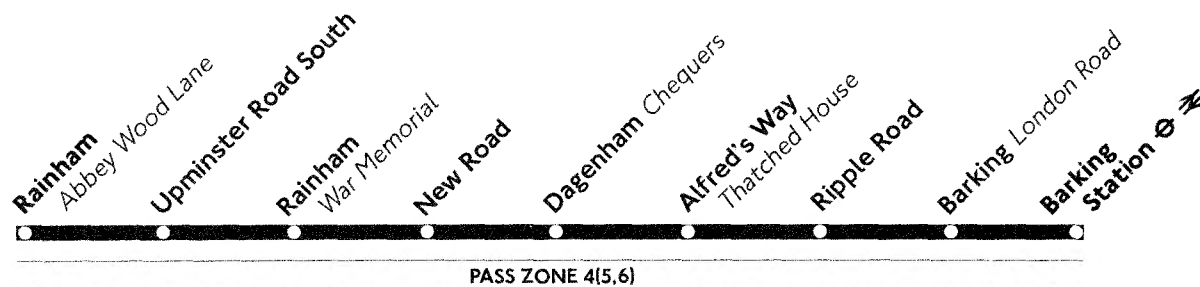 Rainham
Abbey Wood Lane
Upminster Road South
Rainham
War Memorial
New Road
Dagenham Chequers
Alfred's Way
Thatched House
Ripple Road
Barking London Road
Barking
Station
PASS ZONE 4(5,6)